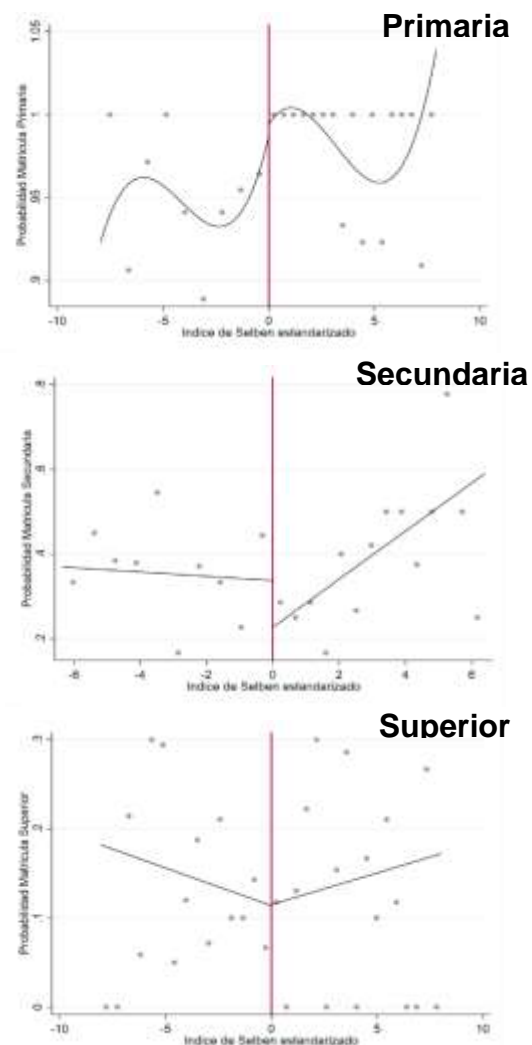 Primaria
Probabilidad Matricula Primaria
1.05
1
.95
.9
-10 -5 0 5 10
Indice de Selben estandarizado
Secundaria
Probabilidad Matricula Secundaria
.8
.6
.4
.2
-6 -4 -2 0 2 4 6
Indice de Selben estandarizado
Superior
Probabilidad Matricula Superior
.3
.2
.1
0
-10 -5 0 5 10
Indice de Selben estandarizado